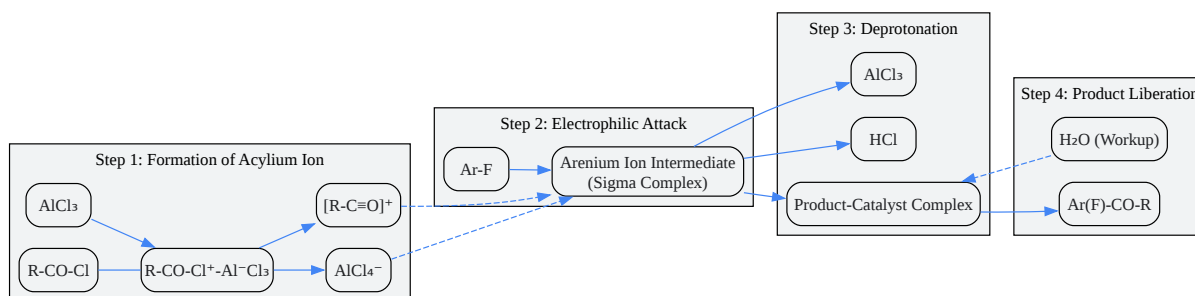 Step 1: Formation of Acylium Ion
AlCl₃
R-CO-Cl
R-CO-Cl⁺-Al⁻Cl₃
[R-C≡O]⁺
AlCl₄⁻
Step 2: Electrophilic Attack
Ar-F
Arenium Ion Intermediate
(Sigma Complex)
Step 3: Deprotonation
AlCl₃
HCl
Product-Catalyst Complex
Step 4: Product Liberation
H₂O (Workup)
Ar(F)-CO-R